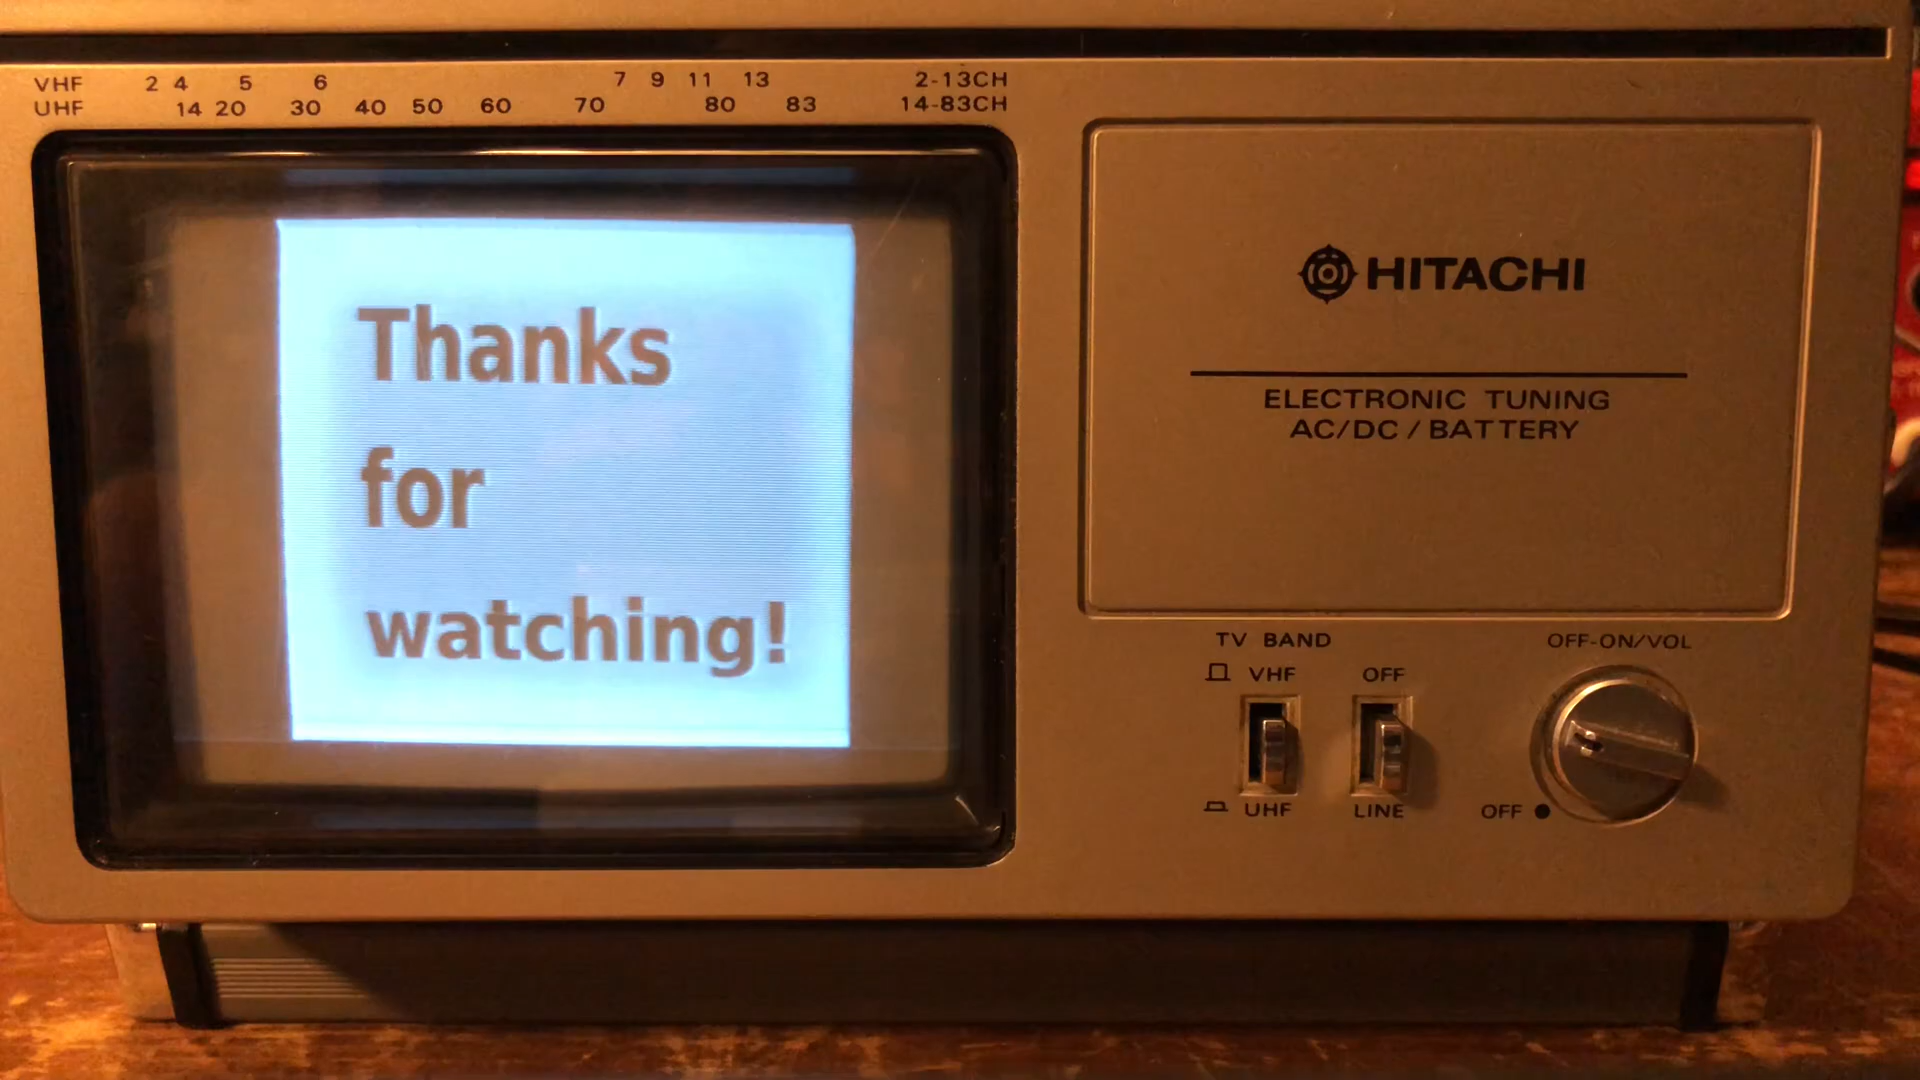 VHF 2 4 5 6 7 9 11 13 2-13CH
UHF 14 20 30 40 50 60 70 80 83 14-83CH
Thanks
for
watching!
HITACHI
ELECTRONIC TUNING
AC/DC/BATTERY
TV BAND
VHF
UHF
OFF
LINE
OFF-ON/VOL
OFF